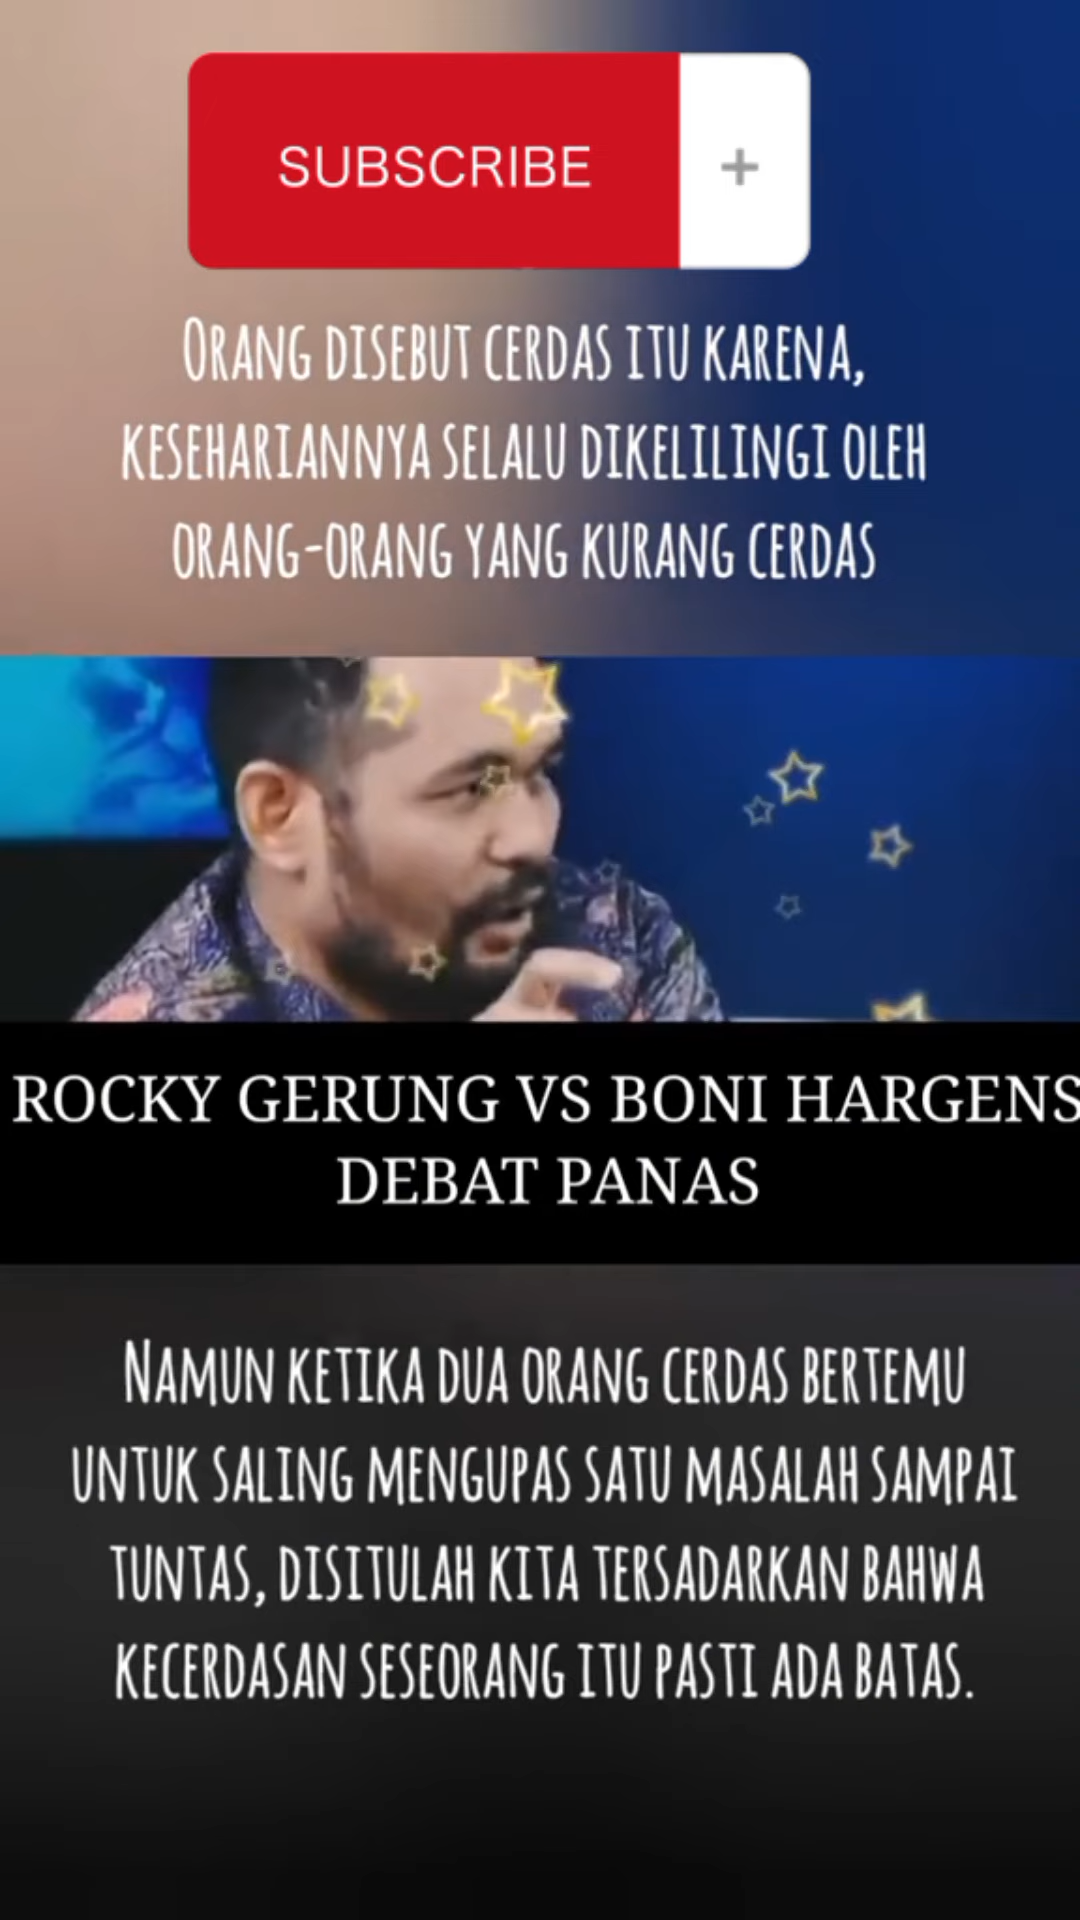 SUBSCRIBE +
ORANG DISEBUT CERDAS ITU KARENA,
KESEHARIANNYA SELALU DIKELILINGI OLEH
ORANG-ORANG YANG KURANG CERDAS
ROCKY GERUNG VS BONI HARGENS
DEBAT PANAS
NAMUN KETIKA DUA ORANG CERDAS BERTEMU
UNTUK SALING MENGUPAS SATU MASALAH SAMPAI
TUNTAS, DISITULAH KITA TERSADARKAN BAHWA
KECERDASAN SESEORANG ITU PASTI ADA BATAS.